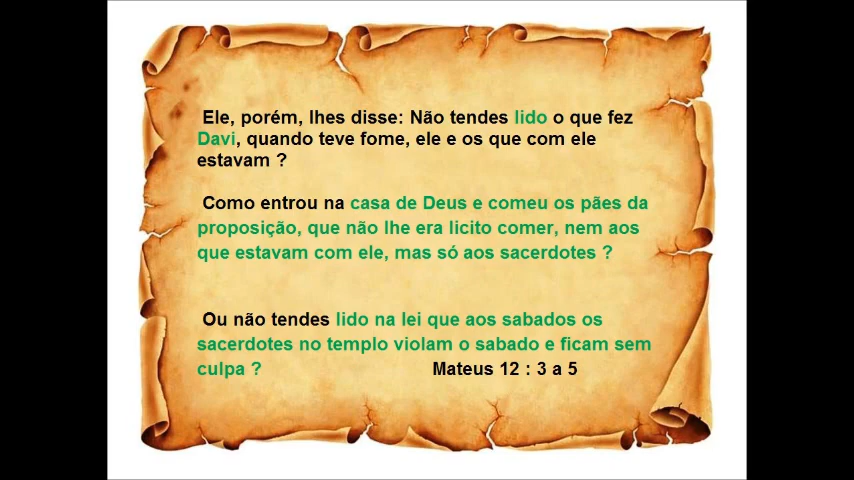 Ele, porém, lhes disse: Não tendes lido o que fez
Davi, quando teve fome, ele e os que com ele
estavam ?
Como entrou na casa de Deus e comeu os pães da
proposição, que não lhe era licito comer, nem aos
que estavam com ele, mas só aos sacerdotes ?
Ou não tendes lido na lei que aos sabados os
sacerdotes no templo violam o sabado e ficam sem
culpa ? Mateus 12 : 3 a 5